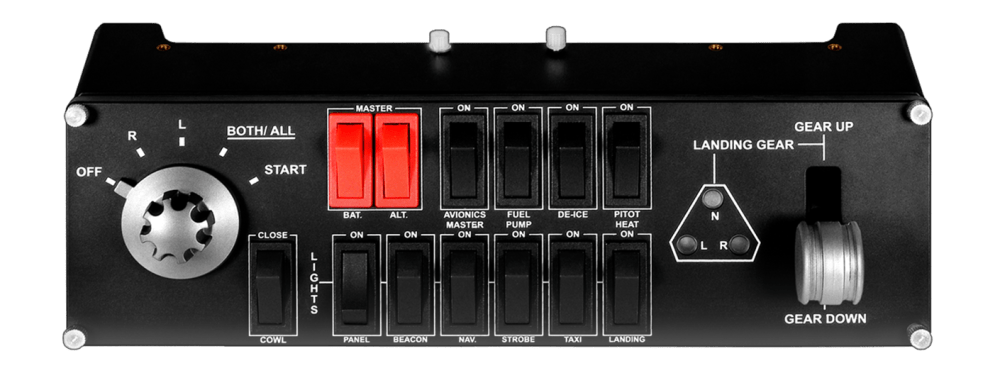 OFF
R
L
BOTH/ ALL
START
MASTER
BAT.
ALT.
ON
AVIONICS
MASTER
ON
FUEL
PUMP
ON
DE-ICE
ON
PITOT
HEAT
LANDING GEAR
GEAR UP
N
L
R
GEAR DOWN
CLOSE
COWL
LIGHTS
ON
PANEL
ON
BEACON
ON
NAV.
ON
STROBE
ON
TAXI
ON
LANDING